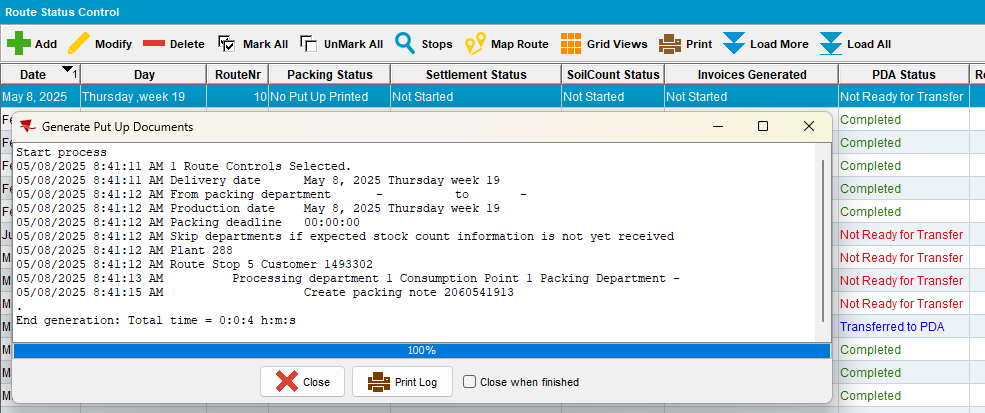 Route Status Control
Add Modify Delete Mark All UnMark All Stops Map Route Grid Views Print Load More Load All
Date 1 Day RouteNr Packing Status Settlement Status SoilCount Status Invoices Generated PDA Status Ro
May 8, 2025 Thursday ,week 19 10 No Put Up Printed Not Started Not Started Not Started Not Ready for Transfer
Fe Completed
Generate Put Up Documents
Fe Completed
Fe Completed
Fe Completed
Fe Completed
Ju Not Ready for Transfer
M Not Ready for Transfer
M Not Ready for Transfer
M Not Ready for Transfer
M Transferred to PDA
M Completed
M Completed
M Completed
Start process
05/08/2025 8:41:11 AM 1 Route Controls Selected.
05/08/2025 8:41:11 AM Delivery date May 8, 2025 Thursday week 19
05/08/2025 8:41:12 AM From packing department - to -
05/08/2025 8:41:12 AM Production date May 8, 2025 Thursday week 19
05/08/2025 8:41:12 AM Packing deadline 00:00:00
05/08/2025 8:41:12 AM Skip departments if expected stock count information is not yet received
05/08/2025 8:41:12 AM Plant 288
05/08/2025 8:41:12 AM Route Stop 5 Customer 1493302
05/08/2025 8:41:13 AM Processing department 1 Consumption Point 1 Packing Department -
05/08/2025 8:41:15 AM Create packing note 2060541913
.
End generation: Total time = 0:0:4 h:m:s
100%
Close Print Log Close when finished